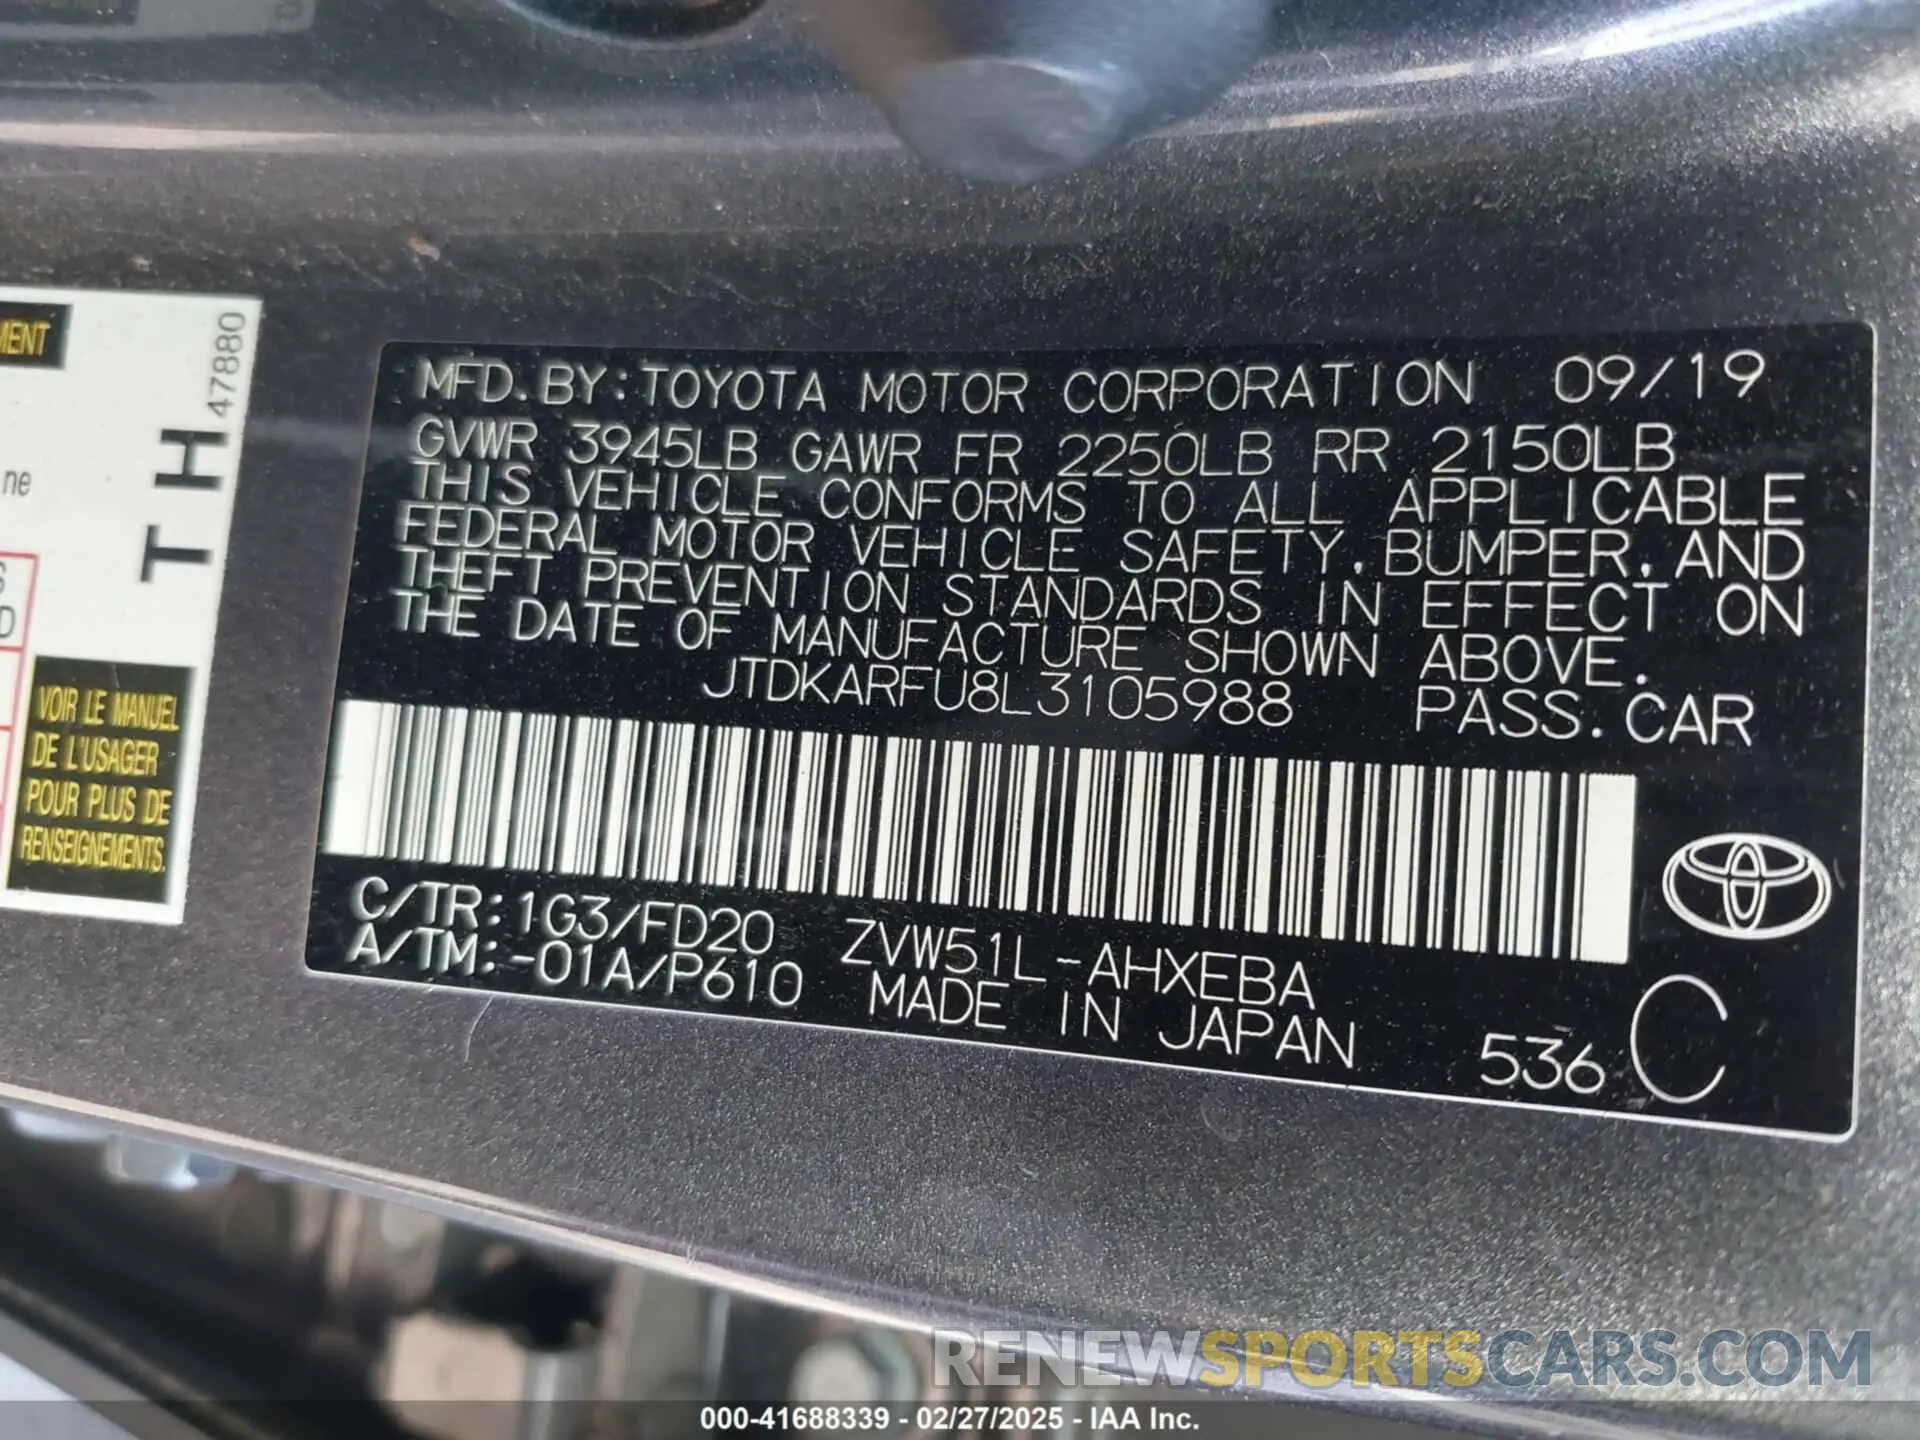 MENT
47880
T H
ne
S
D
VOIR LE MANUEL
DE L'USAGER
POUR PLUS DE
RENSEIGNEMENTS.
MFD. BY: TOYOTA MOTOR CORPORATION 09/19
GVWR 3945LB GAWR FR 2250LB RR 2150LB
THIS VEHICLE CONFORMS TO ALL APPLICABLE
FEDERAL MOTOR VEHICLE SAFETY, BUMPER, AND
THEFT PREVENTION STANDARDS IN EFFECT ON
THE DATE OF MANUFACTURE SHOWN ABOVE.
JTDKARFU8L3105988 PASS. CAR
C/TR: 1G3/FD20 ZVW51L-AHXEBA
A/TM: -01A/P610 MADE IN JAPAN 536 C
RENEWSPORTSCARS.COM
000-41688339 - 02/27/2025 - IAA Inc.